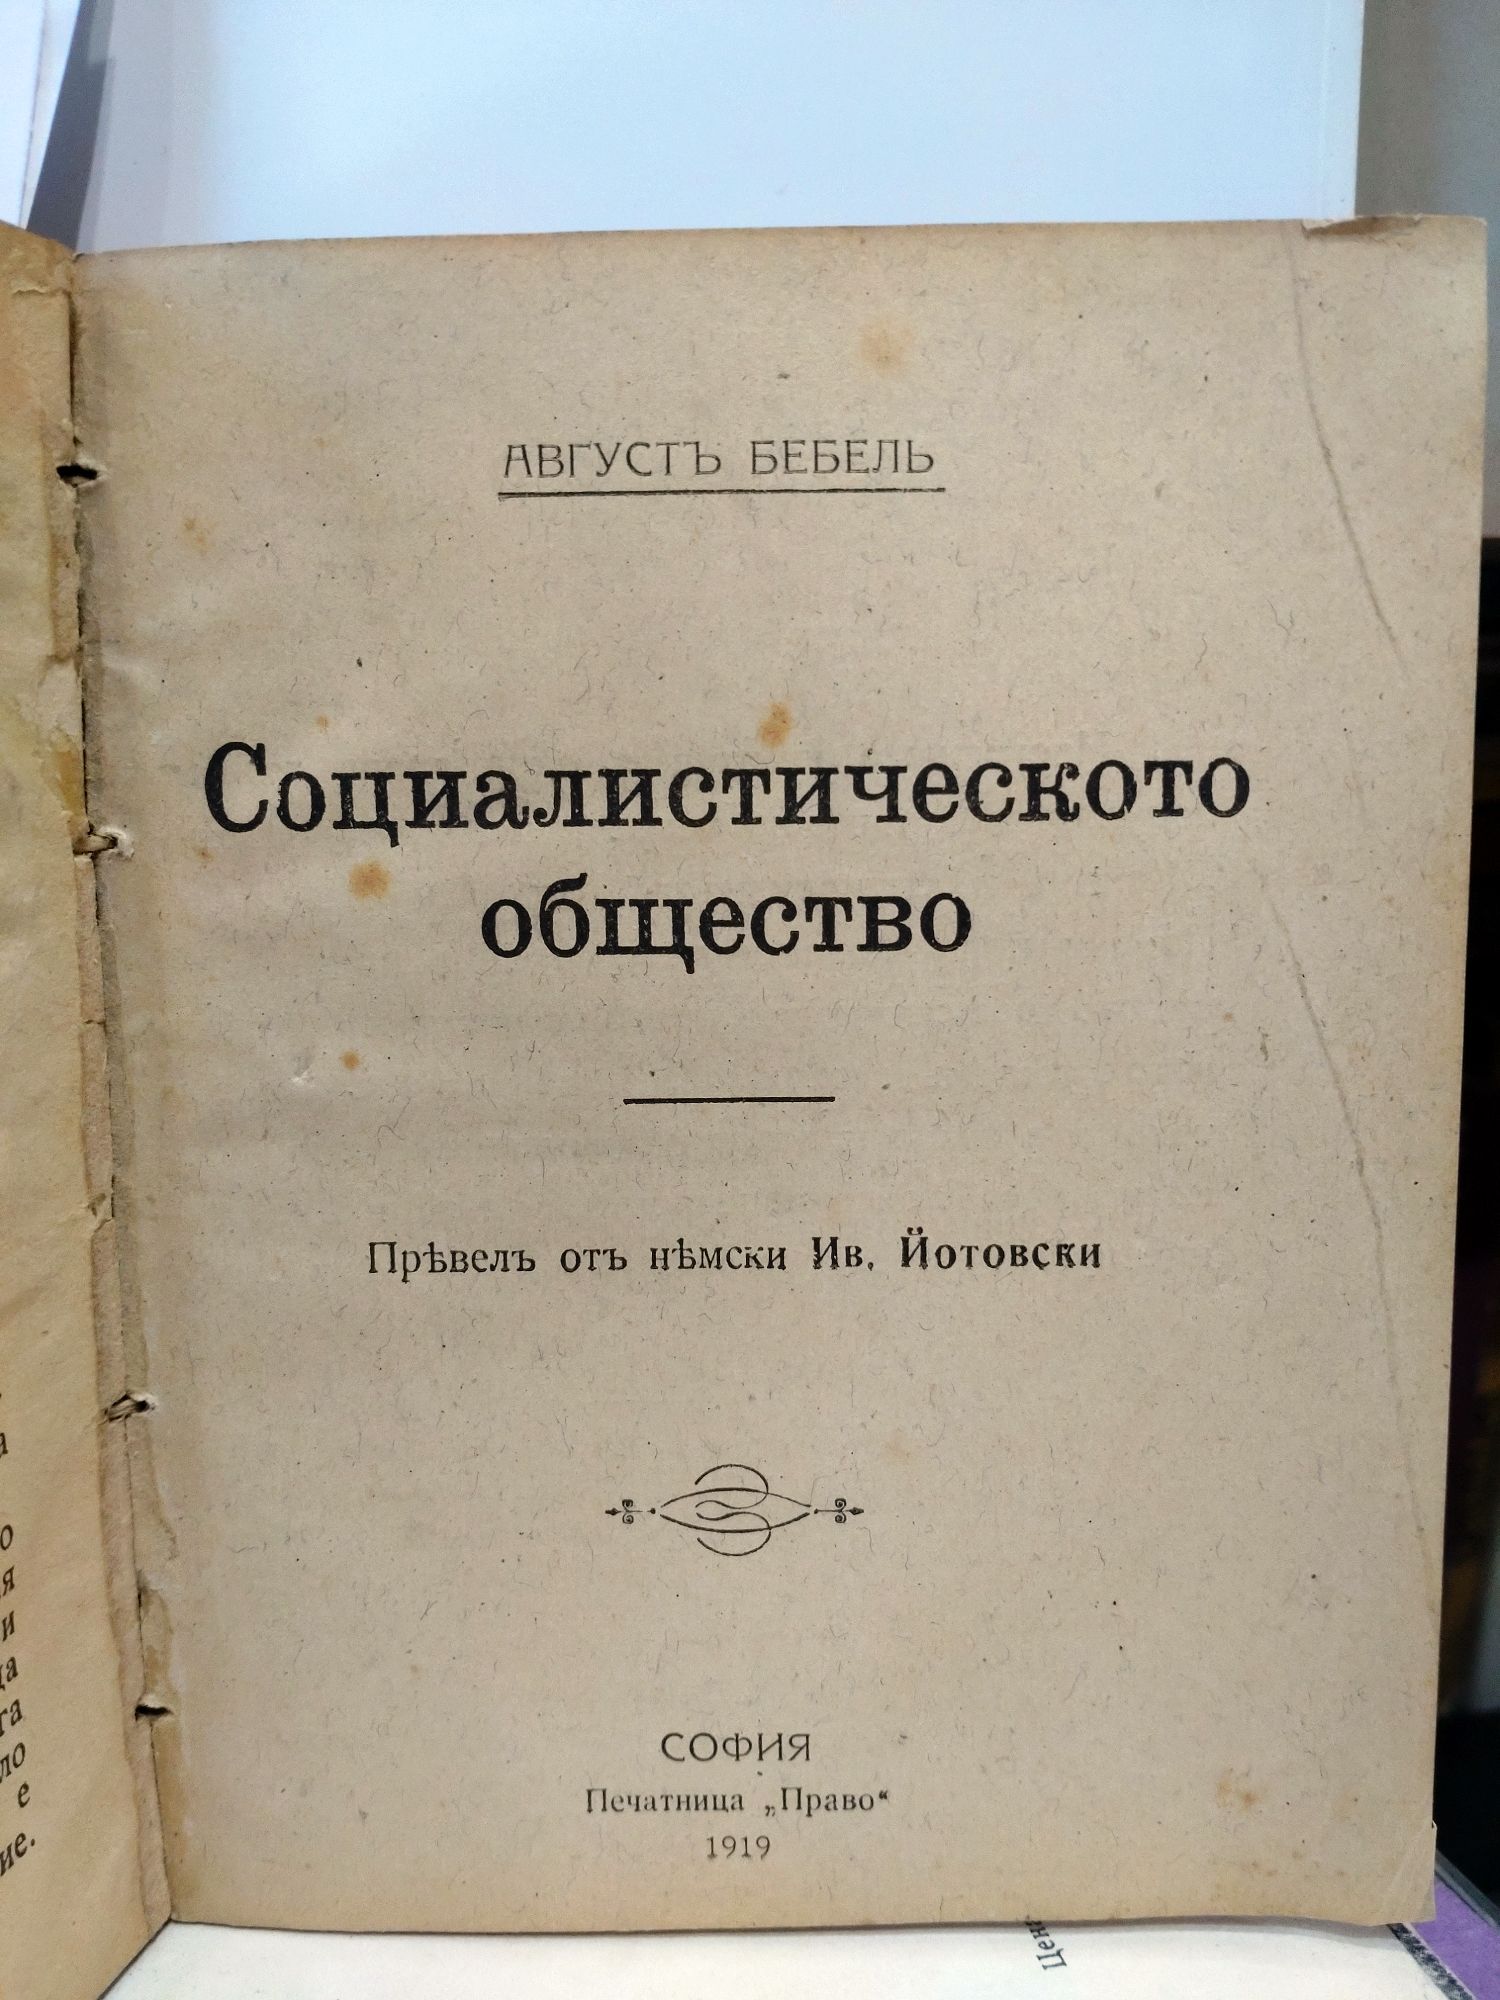 АВГУСТЪ БЕБЕЛЬ
Социалистическото
общество
Прѣвелъ отъ нѣмски Ив. Йотовски
СОФИЯ
Печатница „Право“
1919